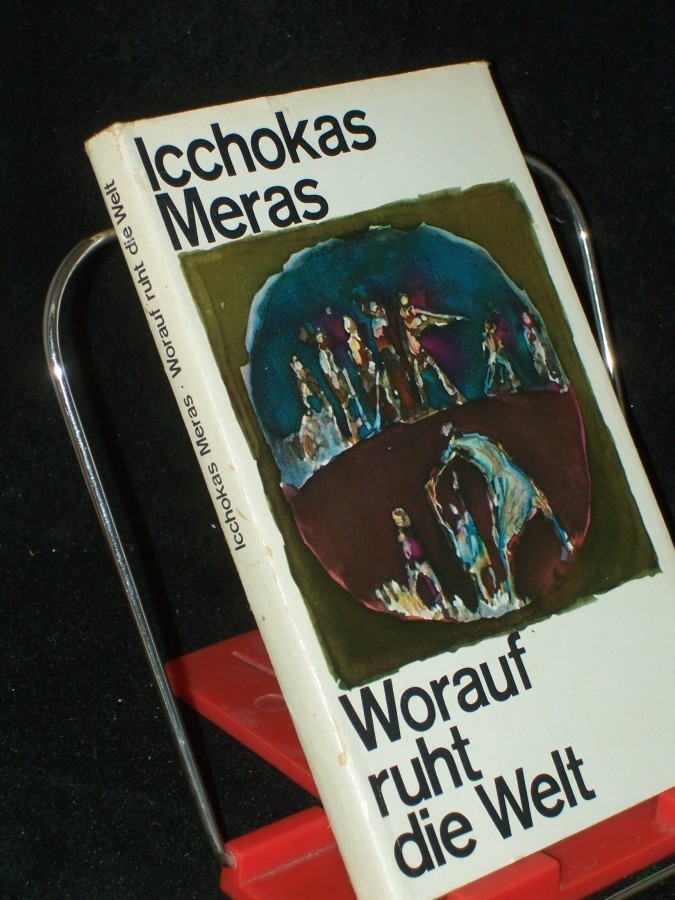 Icchokas
Meras
Worauf
ruht
die Welt
Icchokas Meras · Worauf ruht die Welt